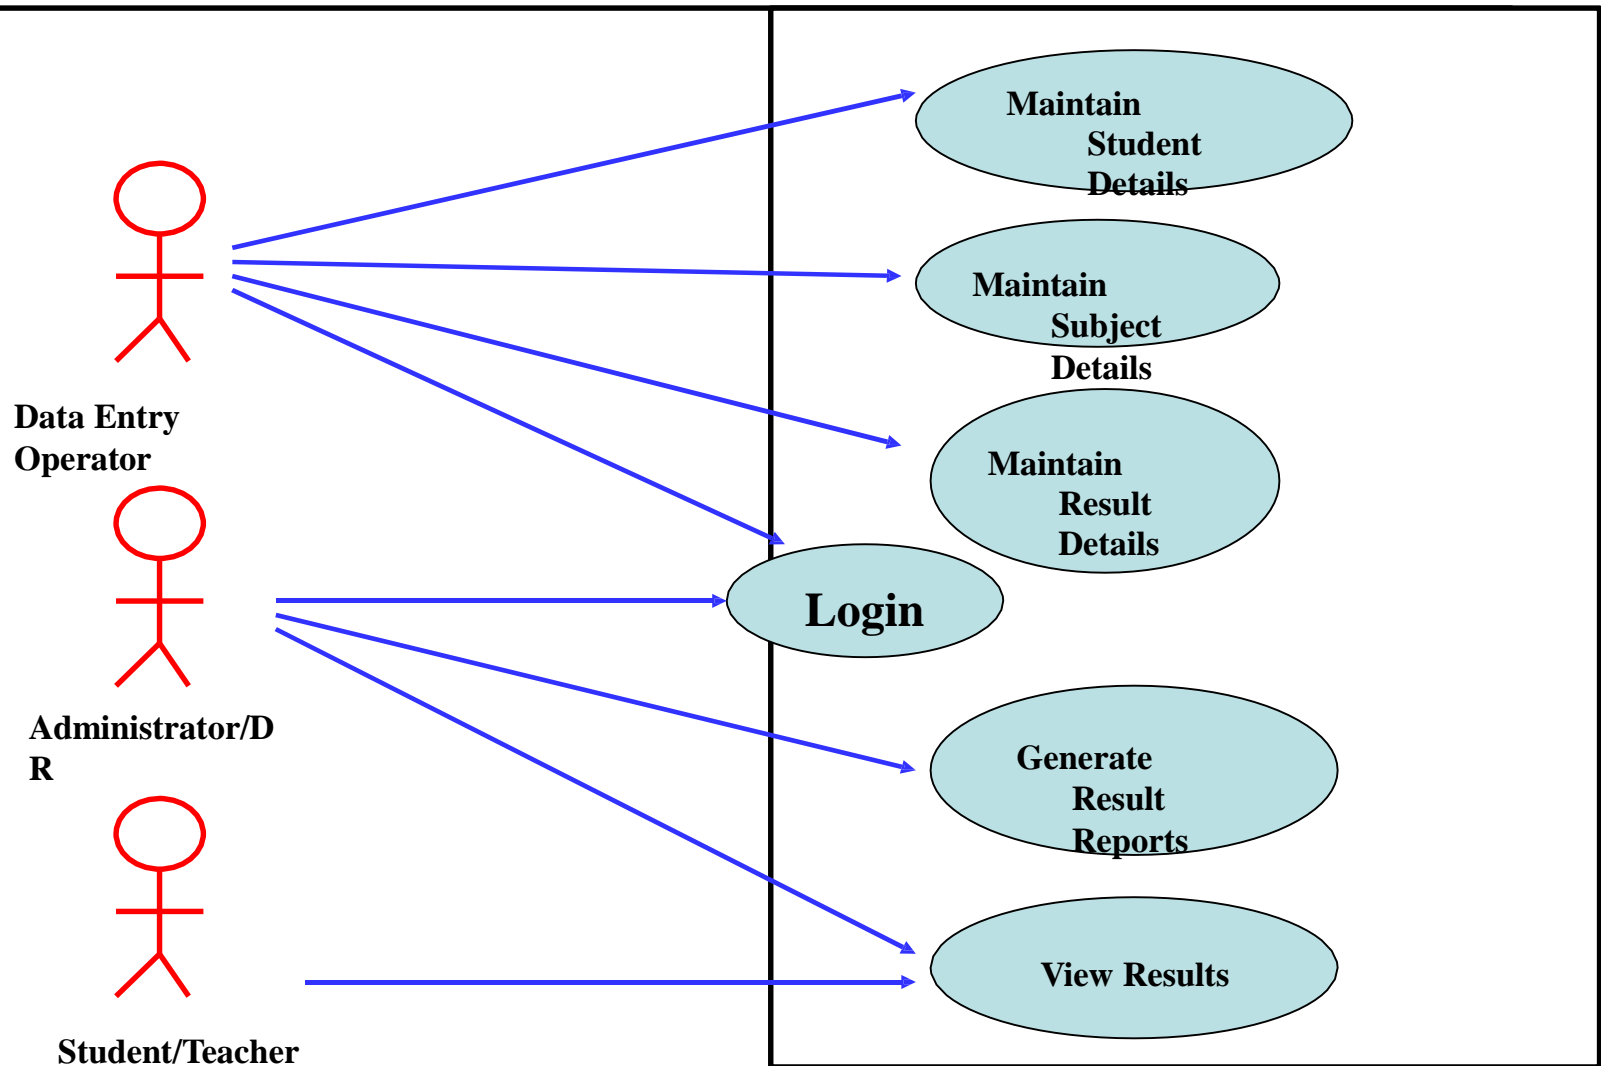 Maintain
Student
Details
Maintain
Subject
Details
Data Entry
Operator
Maintain
Result
Details
Login
Administrator/D
R
Generate
Result
Reports
View Results
Student/Teacher